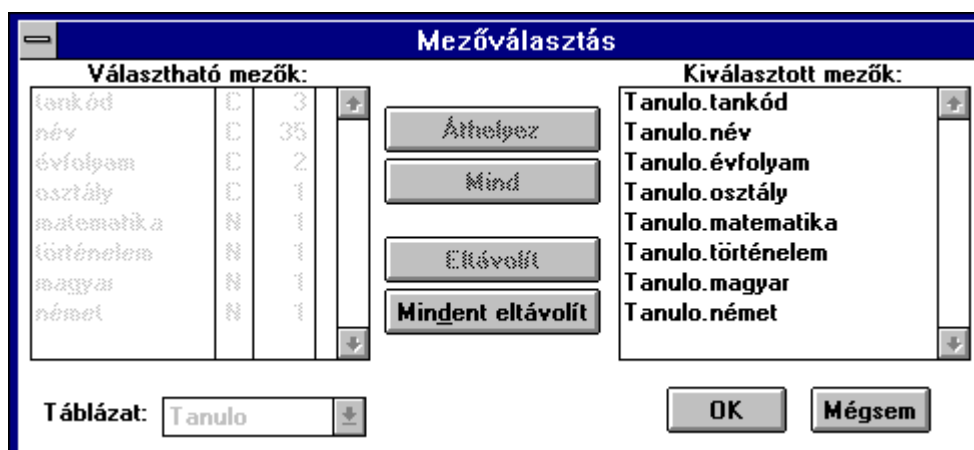 Mezőválasztás
Választható mezők:
tankód C 3
név C 35
évfolyam C 2
osztály C 1
matematika N 1
történelem N 1
magyar N 1
német N 1
Áthelyez
Mind
Eltávolít
Mindent eltávolít
Kiválasztott mezők:
Tanulo.tankód
Tanulo.név
Tanulo.évfolyam
Tanulo.osztály
Tanulo.matematika
Tanulo.történelem
Tanulo.magyar
Tanulo.német
Táblázat: Tanulo
OK Mégsem